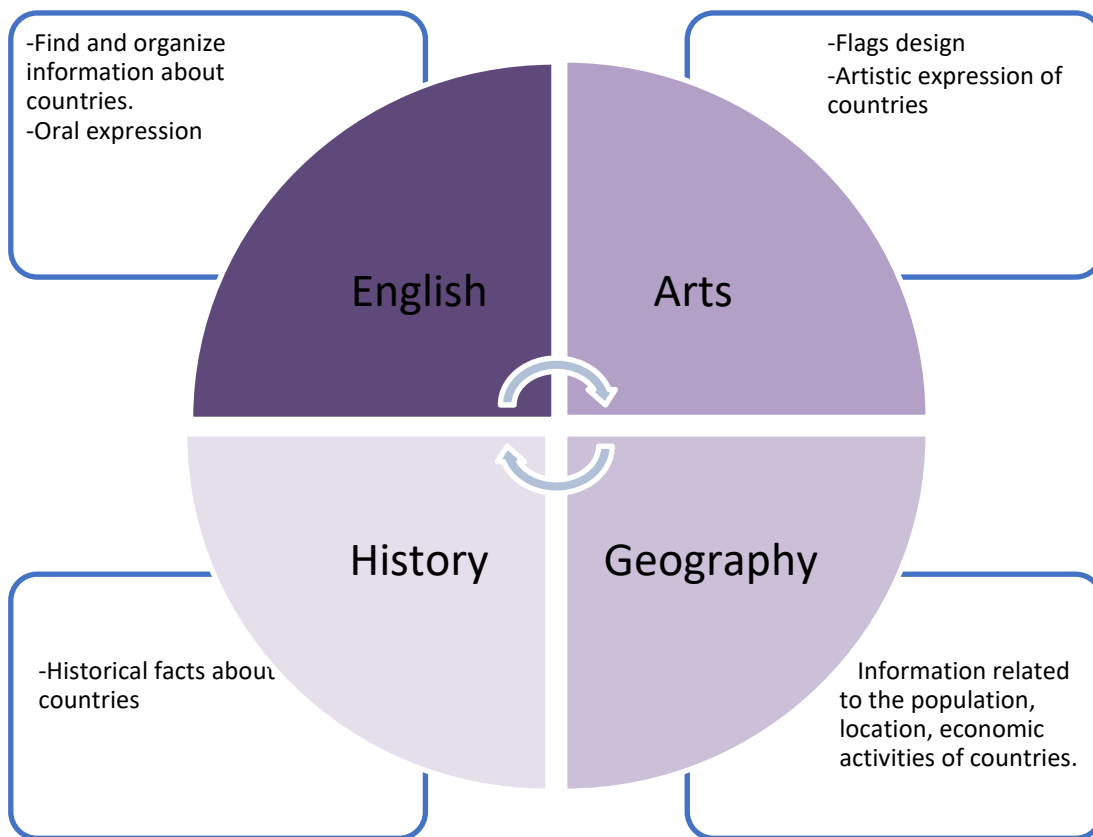 -Find and organize
information about
countries.
-Oral expression
-Flags design
-Artistic expression of
countries
English
Arts
History
Geography
-Historical facts about
countries
Information related
to the population,
location, economic
activities of countries.